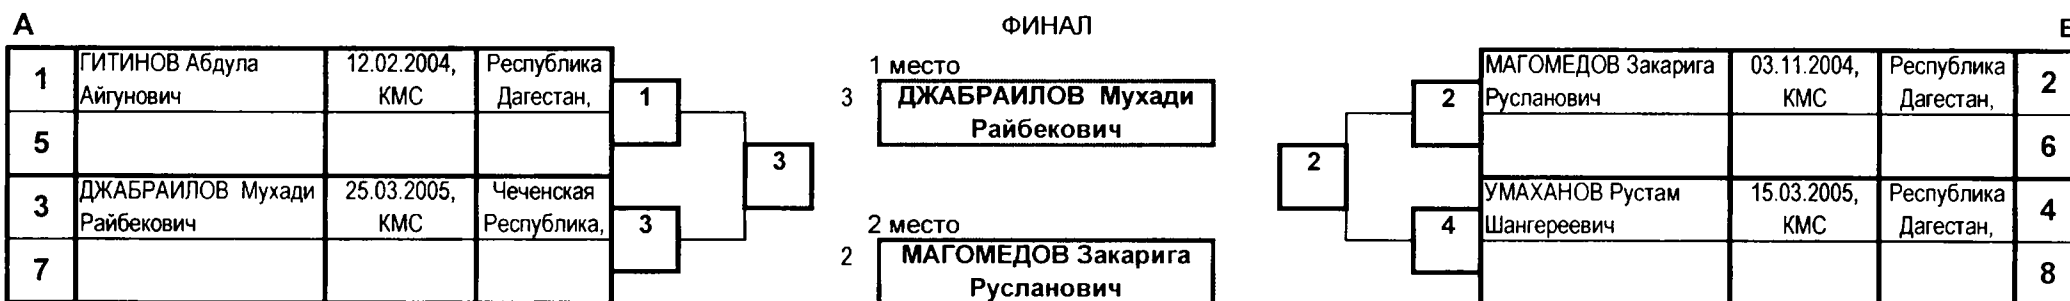 А
ФИНАЛ
1
ГИТИНОВ Абдула
Айгунович
12.02.2004,
КМС
Республика
Дагестан,
5
3
ДЖАБРАИЛОВ Мухади
Райбекович
25.03.2005,
КМС
Чеченская
Республика,
7
1
3
3
1 место
3
ДЖАБРАИЛОВ Мухади
Райбекович
2 место
2
МАГОМЕДОВ Закарига
Русланович
2
2
4
МАГОМЕДОВ Закарига
Русланович
03.11.2004,
КМС
Республика
Дагестан,
2
6
УМАХАНОВ Рустам
Шангереевич
15.03.2005,
КМС
Республика
Дагестан,
4
8